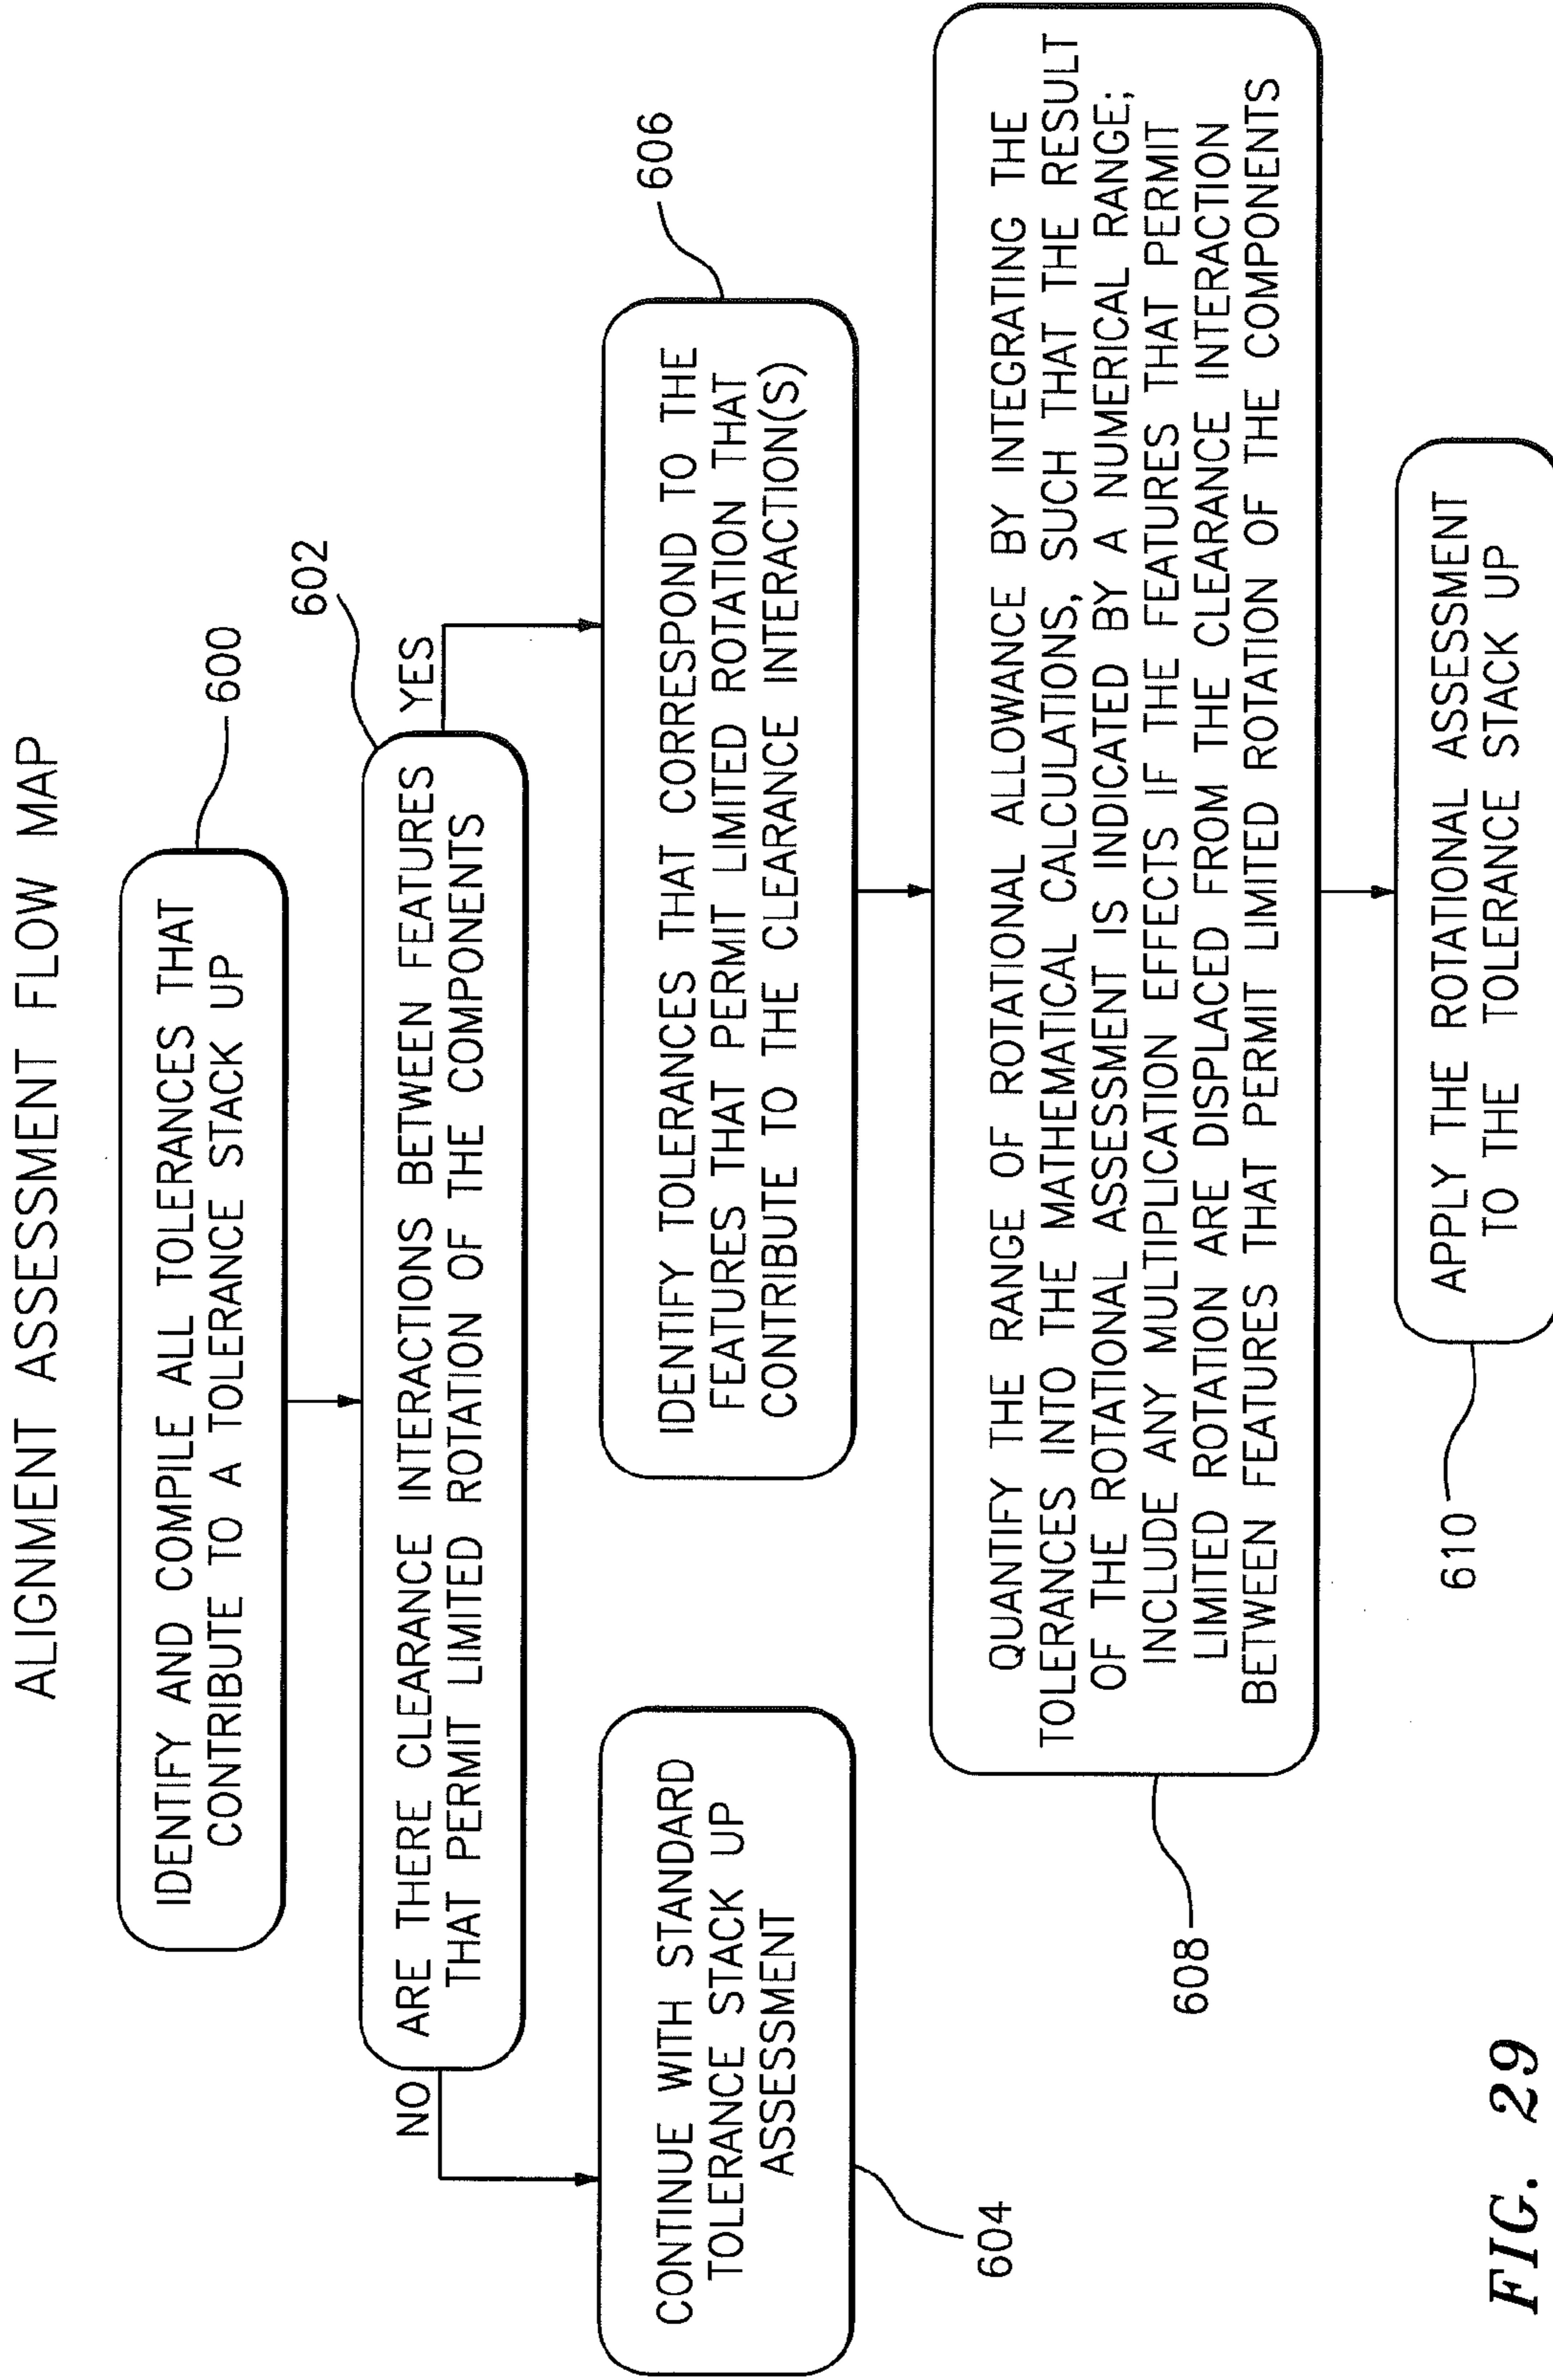 ALIGNMENT ASSESSMENT FLOW MAP
IDENTIFY AND COMPILE ALL TOLERANCES THAT
CONTRIBUTE TO A TOLERANCE STACK UP
600
602
NO
ARE THERE CLEARANCE INTERACTIONS BETWEEN FEATURES
THAT PERMIT LIMITED ROTATION OF THE COMPONENTS
YES
CONTINUE WITH STANDARD
TOLERANCE STACK UP
ASSESSMENT
604
IDENTIFY TOLERANCES THAT CORRESPOND TO THE
FEATURES THAT PERMIT LIMITED ROTATION THAT
CONTRIBUTE TO THE CLEARANCE INTERACTION(S)
606
QUANTIFY THE RANGE OF ROTATIONAL ALLOWANCE BY INTEGRATING THE
TOLERANCES INTO THE MATHEMATICAL CALCULATIONS, SUCH THAT THE RESULT
OF THE ROTATIONAL ASSESSMENT IS INDICATED BY A NUMERICAL RANGE;
INCLUDE ANY MULTIPLICATION EFFECTS IF THE FEATURES THAT PERMIT
LIMITED ROTATION ARE DISPLACED FROM THE CLEARANCE INTERACTION
BETWEEN FEATURES THAT PERMIT LIMITED ROTATION OF THE COMPONENTS
608
APPLY THE ROTATIONAL ASSESSMENT
TO THE TOLERANCE STACK UP
610
FIG. 29